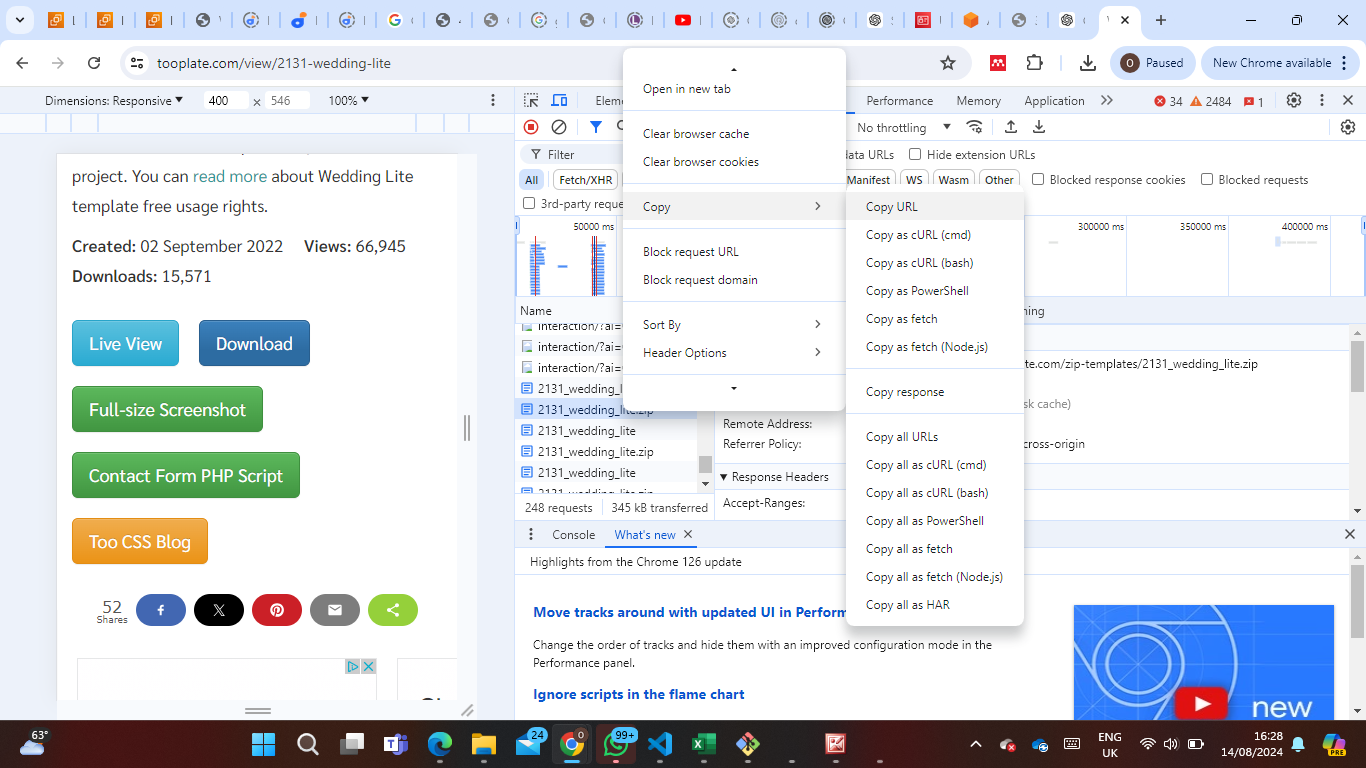 tooplate.com/view/2131-wedding-lite
Paused
New Chrome available
Dimensions: Responsive
400
×
546
100%
Performance
Memory
Application
34
2484
1
No throttling
Filter
data URLs
Hide extension URLs
All
Fetch/XHR
Manifest
WS
Wasm
Other
Blocked response cookies
Blocked requests
50000 ms
300000 ms
350000 ms
400000 ms
Name
interaction/?ai=
interaction/?ai=
interaction/?ai=
2131_wedding_lite.zip
2131_wedding_lite
2131_wedding_lite.zip
2131_wedding_lite
248 requests
345 kB transferred
te.com/zip-templates/2131_wedding_lite.zip
sk cache)
Remote Address:
Referrer Policy:
cross-origin
Response Headers
Accept-Ranges:
Open in new tab
Clear browser cache
Clear browser cookies
Copy
Block request URL
Block request domain
Sort By
Header Options
Copy URL
Copy as cURL (cmd)
Copy as cURL (bash)
Copy as PowerShell
Copy as fetch
Copy as fetch (Node.js)
Copy response
Copy all URLs
Copy all as cURL (cmd)
Copy all as cURL (bash)
Copy all as PowerShell
Copy all as fetch
Copy all as fetch (Node.js)
Copy all as HAR
project. You can read more about Wedding Lite
template free usage rights.
Created: 02 September 2022 Views: 66,945
Downloads: 15,571
Live View
Download
Full-size Screenshot
Contact Form PHP Script
Too CSS Blog
52
Shares
Console
What's new
Highlights from the Chrome 126 update
Move tracks around with updated UI in Perform
Change the order of tracks and hide them with an improved configuration mode in the
Performance panel.
Ignore scripts in the flame chart
new
63°
24
99+
ENG
UK
16:28
14/08/2024
PRE